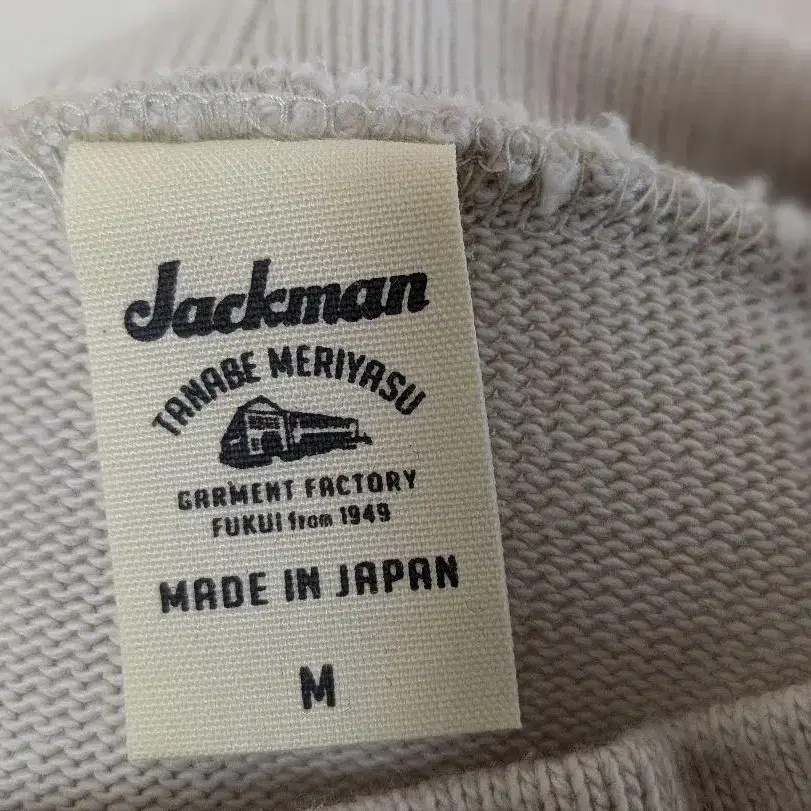 Jackman
TANABE MERIYASU
GARMENT FACTORY
FUKUI from 1949
MADE IN JAPAN
M